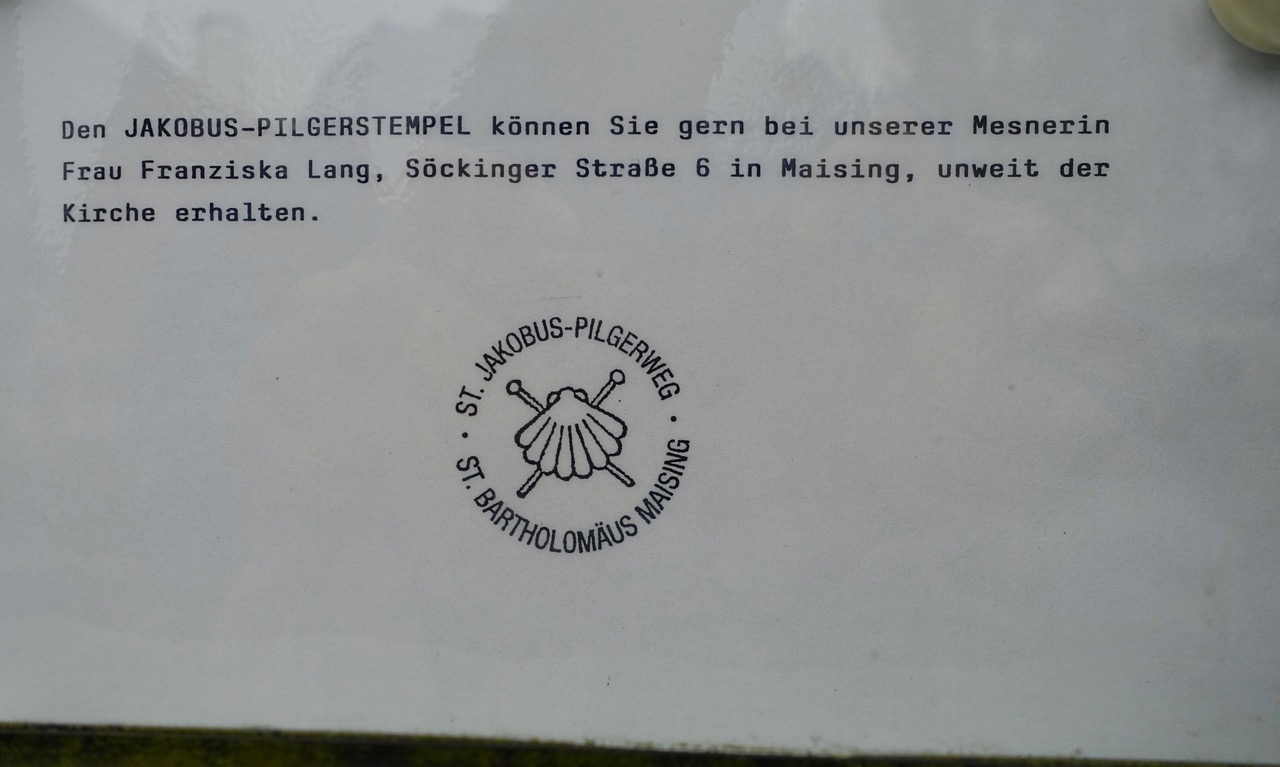 Den JAKOBUS-PILGERSTEMPEL können Sie gern bei unserer Mesnerin
Frau Franziska Lang, Söckinger Straße 6 in Maising, unweit der
Kirche erhalten.
· ST. JAKOBUS-PILGERWEG ·
ST. BARTHOLOMÄUS MAISING